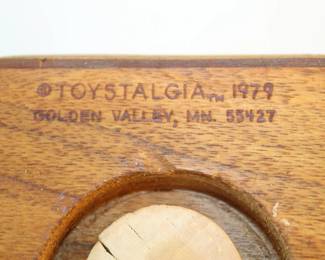 ©TOYSTALGIA™ 1979
GOLDEN VALLEY, MN. 55427